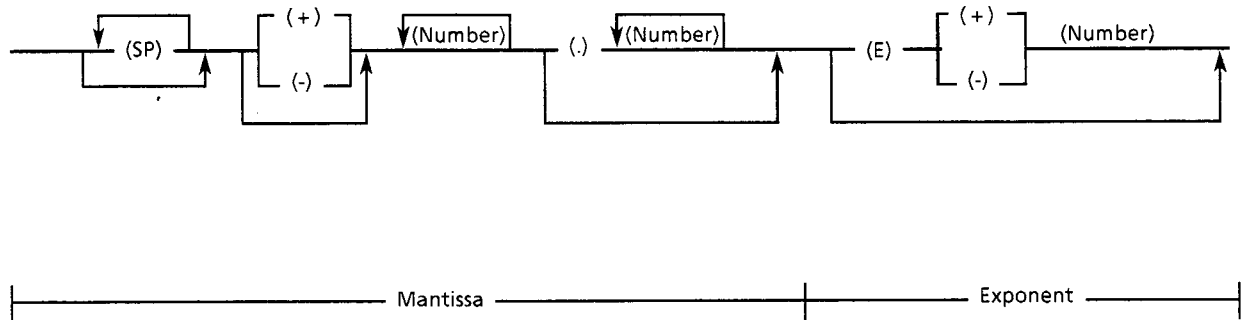 (+) (+)
(Number) (Number) (Number)
(SP) (.) (E)
(-) (-)
Mantissa Exponent